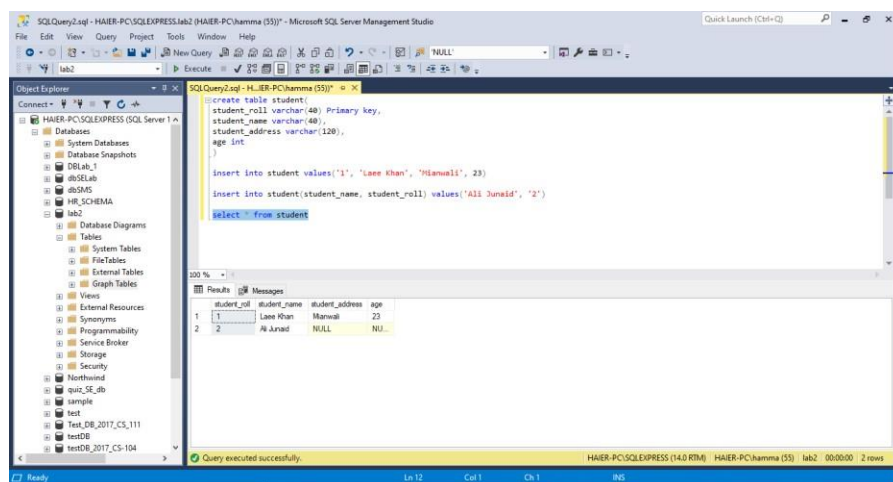 SQLQuery2.sql - HAIER-PC\SQLEXPRESS.lab2 (HAIER-PC\hamma (55))* - Microsoft SQL Server Management Studio
Quick Launch (Ctrl+Q)
File Edit View Query Project Tools Window Help
New Query
'NULL'
lab2
Execute
Object Explorer
SQLQuery2.sql - H...IER-PC\hamma (55))*
Connect
HAIER-PC\SQLEXPRESS (SQL Server 1
Databases
System Databases
Database Snapshots
DBLab_1
dbSELab
dbSMS
HR_SCHEMA
lab2
Database Diagrams
Tables
System Tables
FileTables
External Tables
Graph Tables
Views
External Resources
Synonyms
Programmability
Service Broker
Storage
Security
Northwind
quiz_SE_db
sample
test
Test_DB_2017_CS_111
testDB
testDB_2017_CS-104
create table student(
student_roll varchar(40) Primary key,
student_name varchar(40),
student_address varchar(120),
age int
)
insert into student values('1', 'Laee Khan', 'Mianwali', 23)
insert into student(student_name, student_roll) values('Ali Junaid', '2')
select * from student
100 %
Results Messages
student_roll student_name student_address age
1 1 Laee Khan Mianwali 23
2 2 Ali Junaid NULL NU...
Query executed successfully.
HAIER-PC\SQLEXPRESS (14.0 RTM) HAIER-PC\hamma (55) lab2 00:00:00 2 rows
Ready Ln 12 Col 1 Ch 1 INS